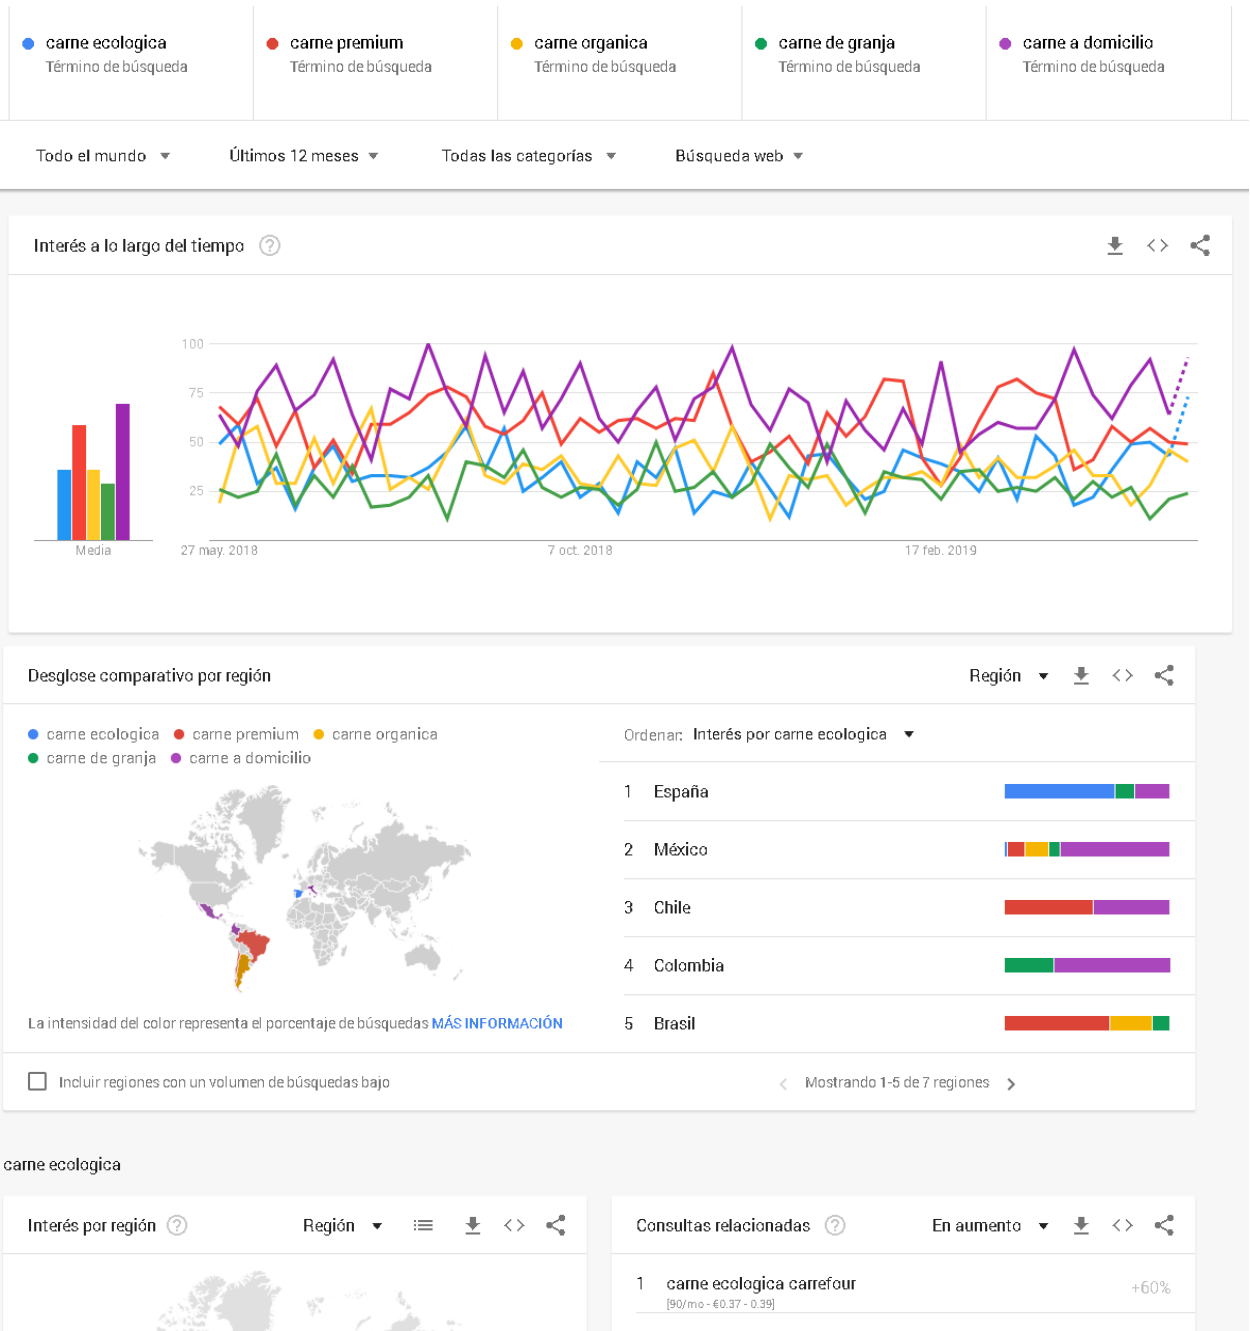 carne ecologica
Término de búsqueda
carne premium
Término de búsqueda
carne organica
Término de búsqueda
carne de granja
Término de búsqueda
carne a domicilio
Término de búsqueda
Todo el mundo
Últimos 12 meses
Todas las categorías
Búsqueda web
Interés a lo largo del tiempo
?
100
75
50
25
Media
27 may. 2018
7 oct. 2018
17 feb. 2019
Desglose comparativo por región
Región
carne ecologica
carne premium
carne organica
carne de granja
carne a domicilio
Ordenar: Interés por carne ecologica
1 España
2 México
3 Chile
4 Colombia
5 Brasil
La intensidad del color representa el porcentaje de búsquedas MÁS INFORMACIÓN
Incluir regiones con un volumen de búsquedas bajo
Mostrando 1-5 de 7 regiones
carne ecologica
Interés por región ?
Región
Consultas relacionadas ?
En aumento
1 carne ecologica carrefour
+60%
[90/mo - €0.37 - 0.39]